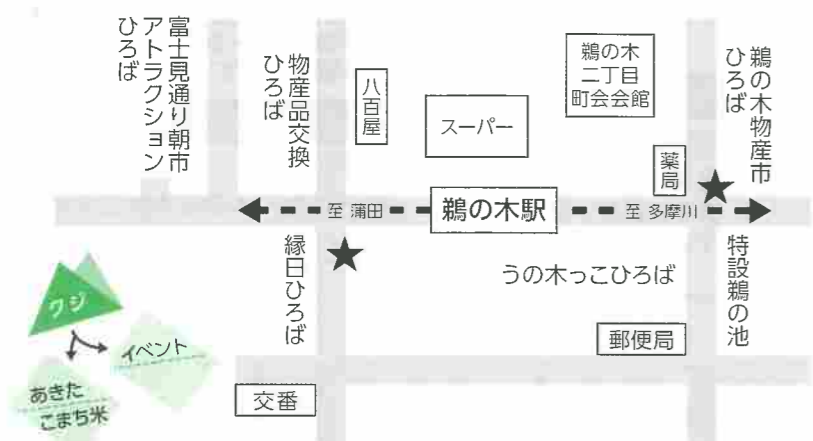 富士見通り朝市
アトラクション
ひろば
物産品交換
ひろば
八百屋
スーパー
鵜の木
二丁目
町会会館
鵜の木物産市
ひろば
薬局
至 蒲田
鵜の木駅
至 多摩川
縁日ひろば
うの木っこひろば
特設鵜の池
郵便局
交番
クジ
イベント
あきた
こまち米